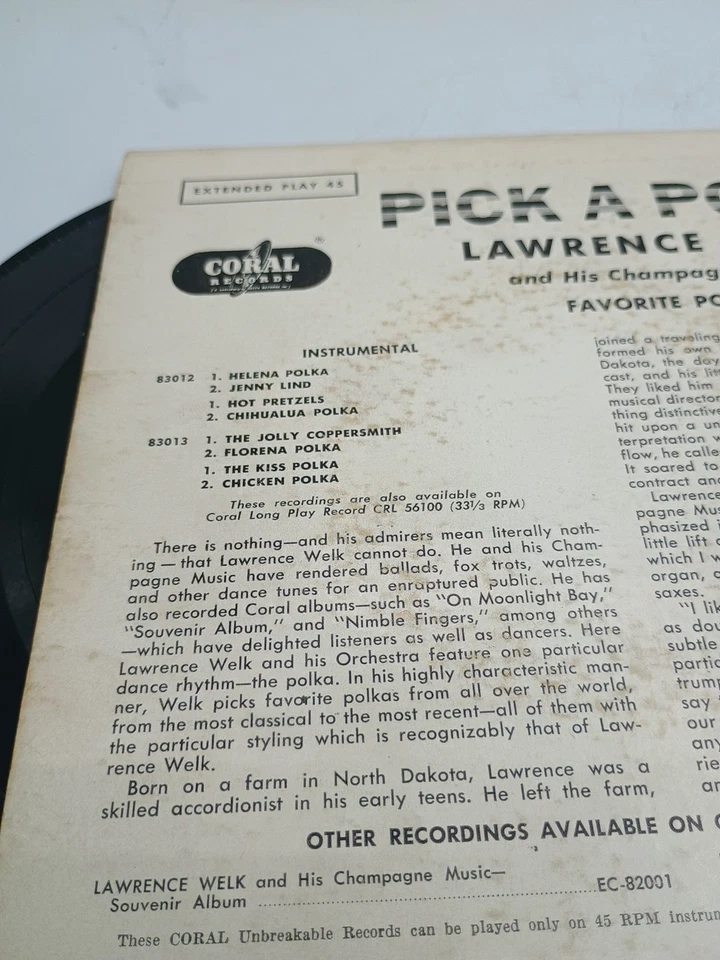 EXTENDED PLAY 45
PICK A PO
CORAL
RECORDS
LAWRENCE
and His Champag
FAVORITE PO
INSTRUMENTAL
83012 1. HELENA POLKA
2. JENNY LIND
1. HOT PRETZELS
2. CHIHUALUA POLKA
83013 1. THE JOLLY COPPERSMITH
2. FLORENA POLKA
1. THE KISS POLKA
2. CHICKEN POLKA
These recordings are also available on
Coral Long Play Record CRL 56100 (33⅓ RPM)
There is nothing—and his admirers mean literally noth-
ing — that Lawrence Welk cannot do. He and his Cham-
pagne Music have rendered ballads, fox trots, waltzes,
and other dance tunes for an enraptured public. He has
also recorded Coral albums—such as "On Moonlight Bay,"
"Souvenir Album," and "Nimble Fingers," among others
—which have delighted listeners as well as dancers. Here
Lawrence Welk and his Orchestra feature one particular
dance rhythm—the polka. In his highly characteristic man-
ner, Welk picks favorite polkas from all over the world,
from the most classical to the most recent—all of them with
the particular styling which is recognizably that of Law-
rence Welk.
Born on a farm in North Dakota, Lawrence was a
skilled accordionist in his early teens. He left the farm,
joined a traveling
formed his own
Dakota, the day
cast, and his litt
They liked him
musical director
thing distinctive
hit upon a un
terpretation w
flow, he calle
It soared to
contract and
Lawrence
pagne Mus
phasized i
little lift o
which I w
organ, a
saxes.
"I lik
as dou
subtle
partic
trump
say
our
any
rie
ar
OTHER RECORDINGS AVAILABLE ON C
LAWRENCE WELK and His Champagne Music—
Souvenir Album ........................................EC-82001
These CORAL Unbreakable Records can be played only on 45 RPM instrum